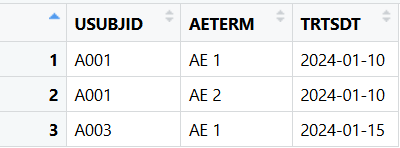 USUBJID AETERM TRTSDT
1 A001 AE 1 2024-01-10
2 A001 AE 2 2024-01-10
3 A003 AE 1 2024-01-15